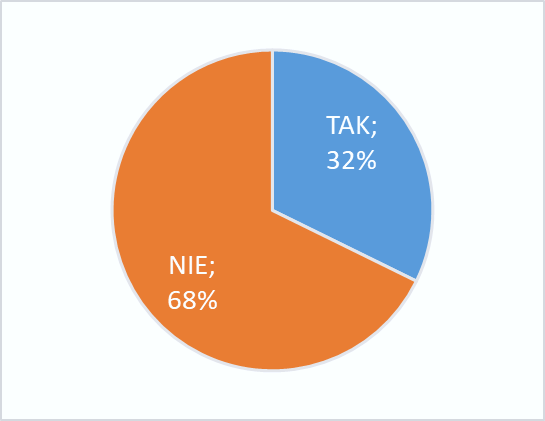 TAK;
32%
NIE;
68%